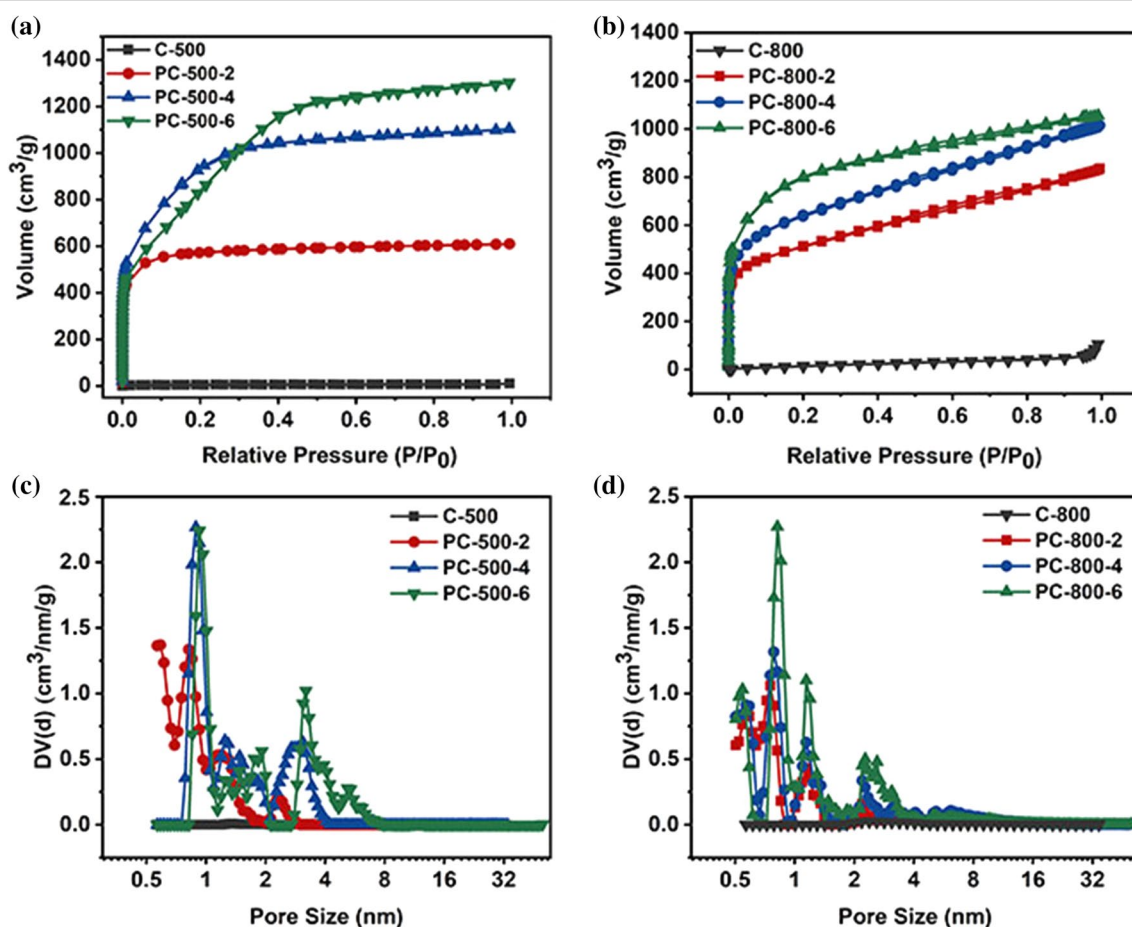 (a)
C-500
PC-500-2
PC-500-4
PC-500-6
1400
1200
1000
800
600
400
200
0
Volume (cm³/g)
0.0 0.2 0.4 0.6 0.8 1.0
Relative Pressure (P/P₀)
(b)
C-800
PC-800-2
PC-800-4
PC-800-6
1400
1200
1000
800
600
400
200
0
Volume (cm³/g)
0.0 0.2 0.4 0.6 0.8 1.0
Relative Pressure (P/P₀)
(c)
C-500
PC-500-2
PC-500-4
PC-500-6
2.5
2.0
1.5
1.0
0.5
0.0
DV(d) (cm³/nm/g)
0.5 1 2 4 8 16 32
Pore Size (nm)
(d)
C-800
PC-800-2
PC-800-4
PC-800-6
2.5
2.0
1.5
1.0
0.5
0.0
DV(d) (cm³/nm/g)
0.5 1 2 4 8 16 32
Pore Size (nm)